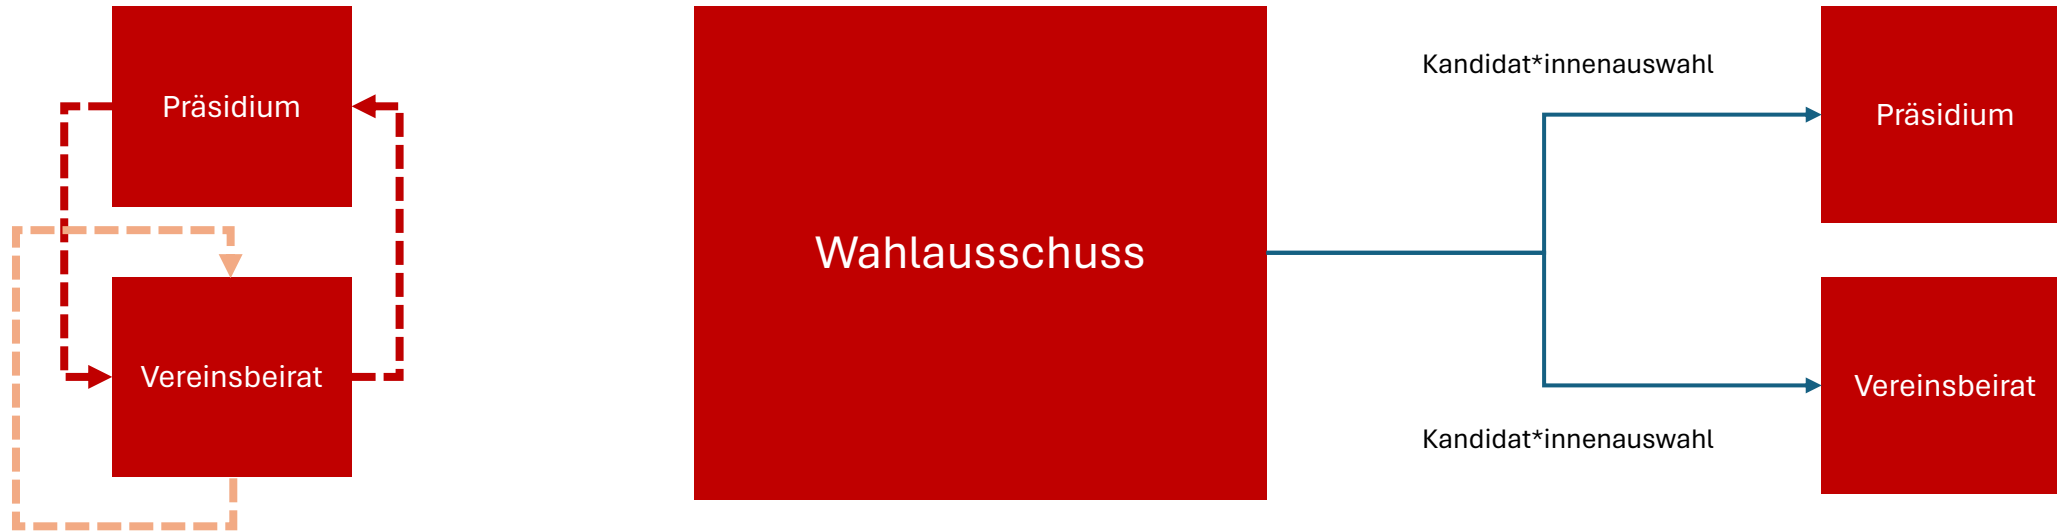 Präsidium
Vereinsbeirat
Wahlausschuss
Kandidat*innenauswahl
Präsidium
Vereinsbeirat
Kandidat*innenauswahl